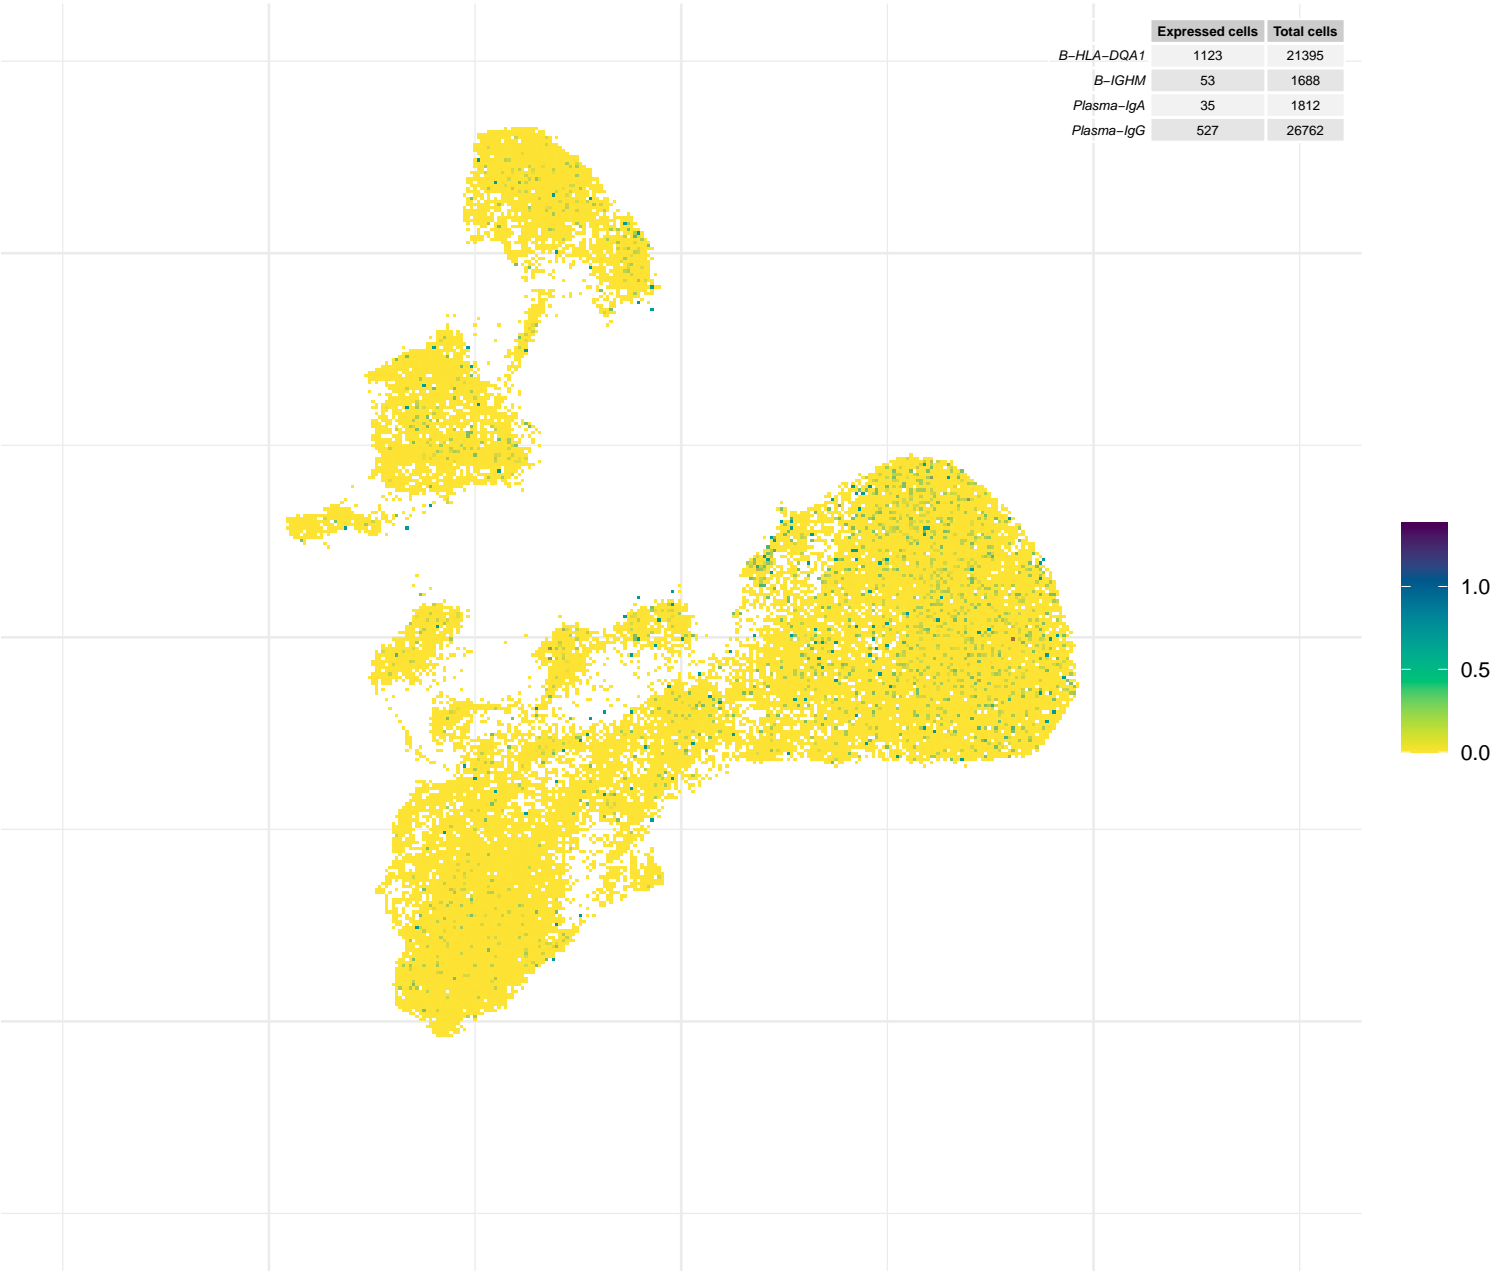 Expressed cells Total cells
B−HLA−DQA1 1123 21395
B−IGHM 53 1688
Plasma−IgA 35 1812
Plasma−IgG 527 26762
1.0
0.5
0.0